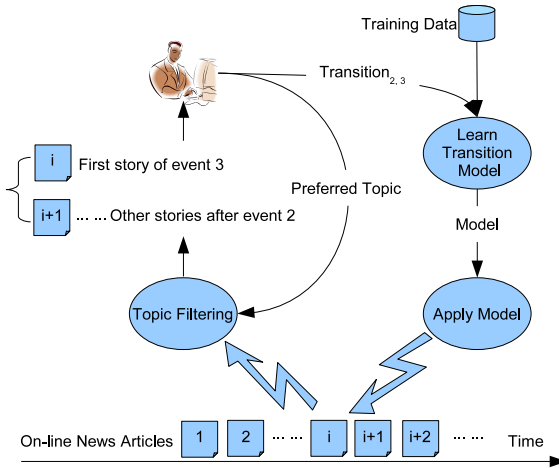 Training Data
Transition2, 3
Learn
Transition
Model
i
First story of event 3
Preferred Topic
i+1
... ... Other stories after event 2
Model
Topic Filtering
Apply Model
On-line News Articles
1
2
... ...
i
i+1
i+2
... ...
Time